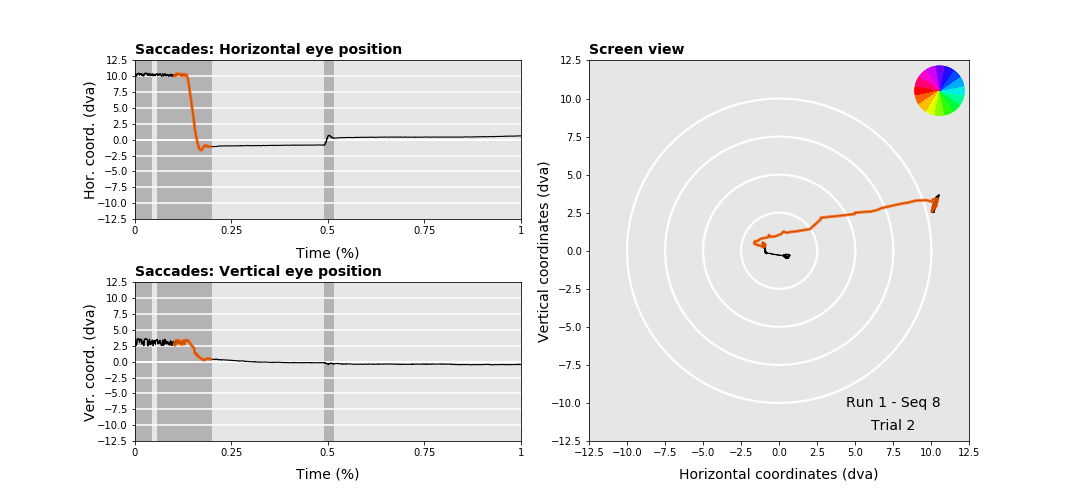 Saccades: Horizontal eye position
Hor. coord. (dva)
12.5
10.0
7.5
5.0
2.5
0.0
−2.5
−5.0
−7.5
−10.0
−12.5
0 0.25 0.5 0.75 1
Time (%)
Saccades: Vertical eye position
Ver. coord. (dva)
12.5
10.0
7.5
5.0
2.5
0.0
−2.5
−5.0
−7.5
−10.0
−12.5
0 0.25 0.5 0.75 1
Time (%)
Screen view
Vertical coordinates (dva)
12.5
10.0
7.5
5.0
2.5
0.0
−2.5
−5.0
−7.5
−10.0
−12.5
Run 1 - Seq 8
Trial 2
−12.5 −10.0 −7.5 −5.0 −2.5 0.0 2.5 5.0 7.5 10.0 12.5
Horizontal coordinates (dva)